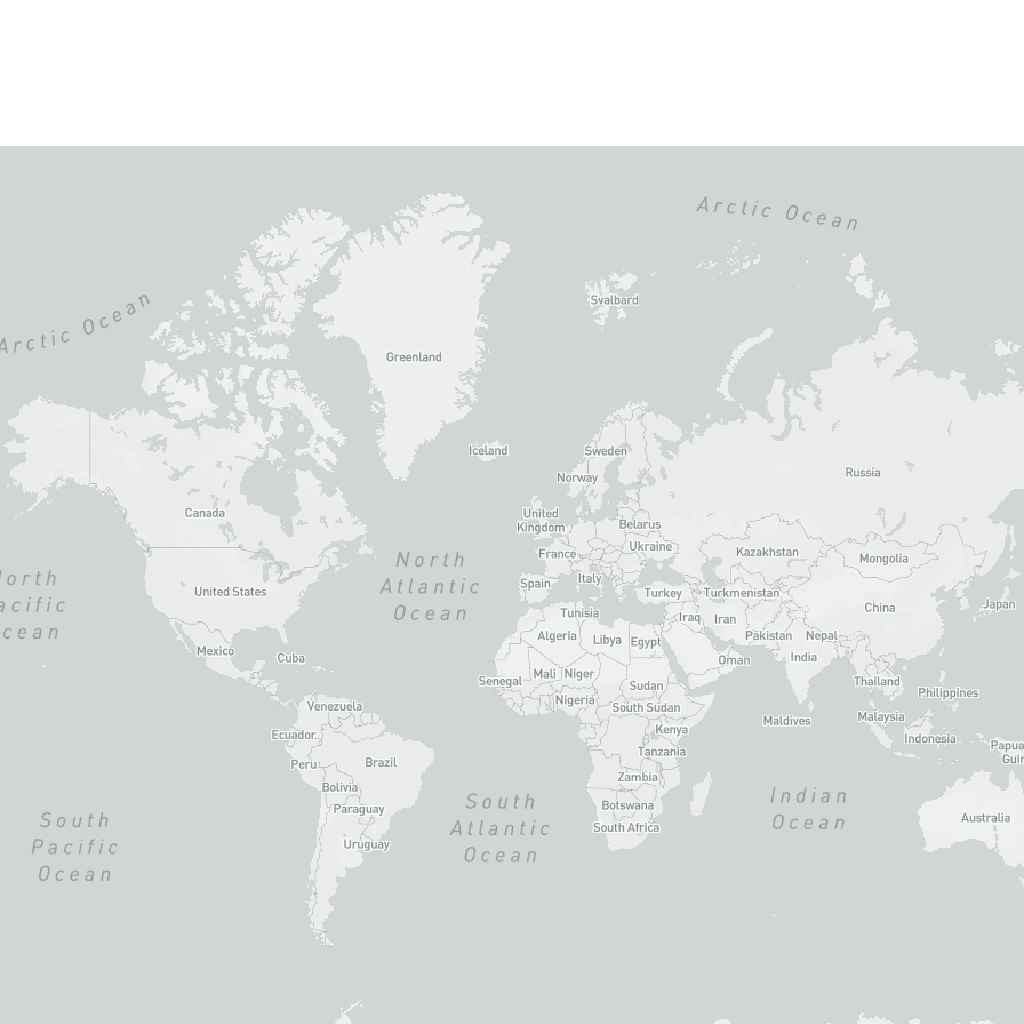 Arctic Ocean
Svalbard
Arctic Ocean
Greenland
Iceland
Sweden
Russia
Norway
Canada
United
Kingdom
Belarus
Ukraine
France
Kazakhstan
Mongolia
North
Atlantic
Ocean
Italy
Spain
United States
Turkey
Turkmenistan
China
Japan
orth
acific
cean
Tunisia
Iraq
Iran
Algeria
Libya
Egypt
Pakistan
Nepal
Mexico
Cuba
Oman
India
Mali
Niger
Senegal
Sudan
Thailand
Philippines
Nigeria
South Sudan
Venezuela
Maldives
Malaysia
Ecuador
Kenya
Indonesia
Tanzania
Papua
Guin
Peru
Brazil
Zambia
Bolivia
Botswana
Paraguay
South Africa
Australia
Uruguay
South
Atlantic
Ocean
Indian
Ocean
South
Pacific
Ocean